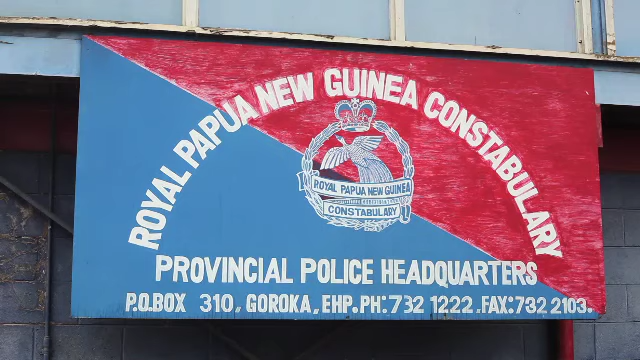 ROYAL PAPUA NEW GUINEA CONSTABULARY
ROYAL PAPUA NEW GUINEA
CONSTABULARY
PROVINCIAL POLICE HEADQUARTERS
P.O.BOX 310, GOROKA, EHP. PH: 732 1222. FAX: 732 2103.